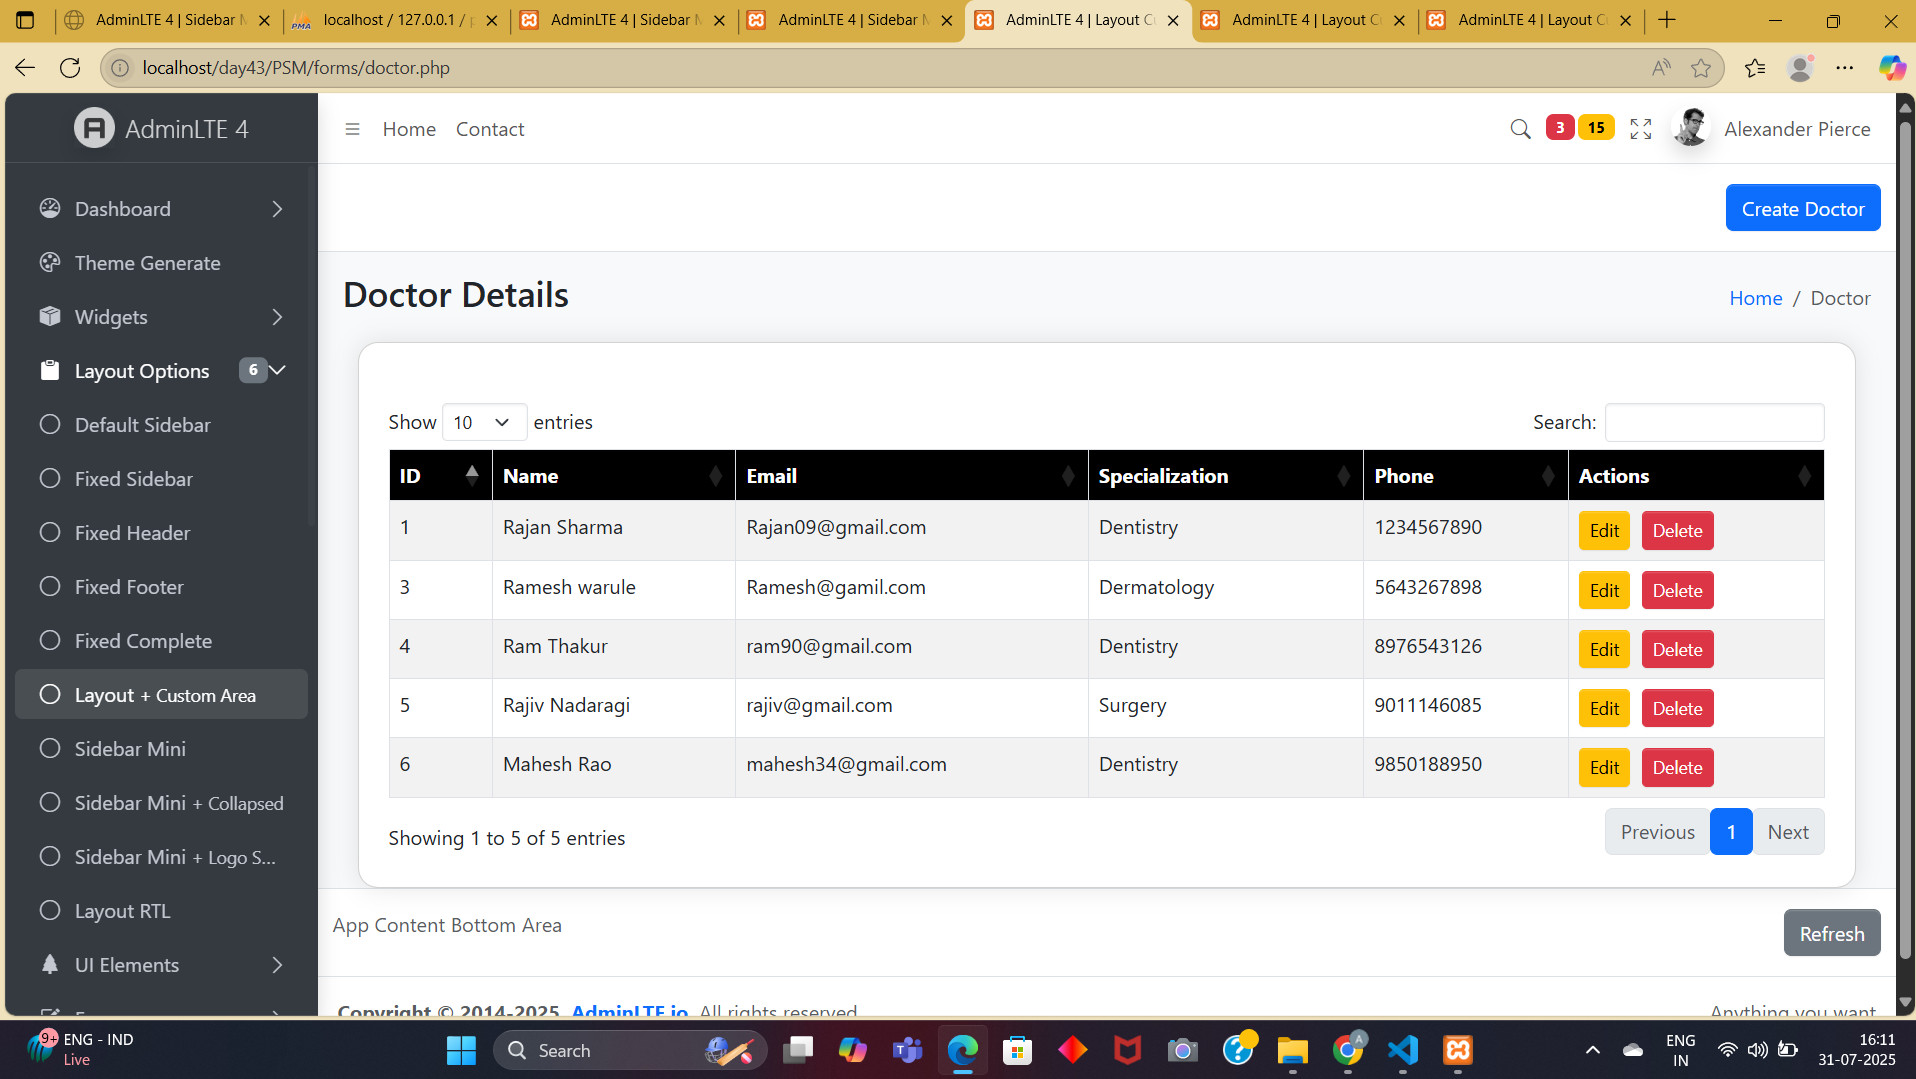 AdminLTE 4 | Sidebar M
localhost / 127.0.0.1 / p
AdminLTE 4 | Sidebar M
AdminLTE 4 | Sidebar M
AdminLTE 4 | Layout Cu
AdminLTE 4 | Layout Cu
AdminLTE 4 | Layout Cu
localhost/day43/PSM/forms/doctor.php
AdminLTE 4
Home Contact
3 15
Alexander Pierce
Dashboard
Theme Generate
Widgets
Layout Options 6
Default Sidebar
Fixed Sidebar
Fixed Header
Fixed Footer
Fixed Complete
Layout + Custom Area
Sidebar Mini
Sidebar Mini + Collapsed
Sidebar Mini + Logo S...
Layout RTL
UI Elements
Create Doctor
Doctor Details
Home / Doctor
Show 10 entries
Search:
ID Name Email Specialization Phone Actions
1 Rajan Sharma Rajan09@gmail.com Dentistry 1234567890 Edit Delete
3 Ramesh warule Ramesh@gamil.com Dermatology 5643267898 Edit Delete
4 Ram Thakur ram90@gmail.com Dentistry 8976543126 Edit Delete
5 Rajiv Nadaragi rajiv@gmail.com Surgery 9011146085 Edit Delete
6 Mahesh Rao mahesh34@gmail.com Dentistry 9850188950 Edit Delete
Showing 1 to 5 of 5 entries
Previous 1 Next
App Content Bottom Area
Refresh
Copyright © 2014-2025 AdminLTE.io. All rights reserved.
Anything you want
9+
ENG - IND
Live
Search
ENG
IN
16:11
31-07-2025